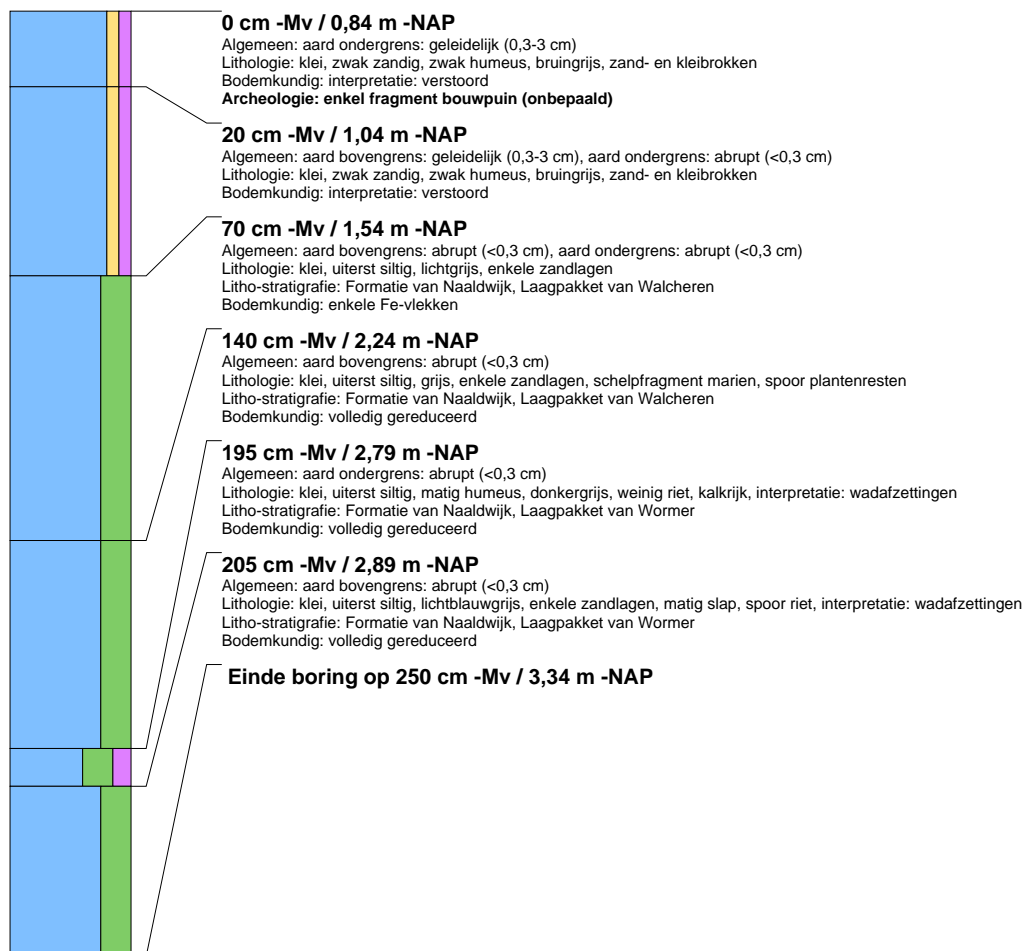 0 cm -Mv / 0,84 m -NAP
Algemeen: aard ondergrens: geleidelijk (0,3-3 cm)
Lithologie: klei, zwak zandig, zwak humeus, bruingrijs, zand- en kleibrokken
Bodemkundig: interpretatie: verstoord
Archeologie: enkel fragment bouwpuin (onbepaald)
20 cm -Mv / 1,04 m -NAP
Algemeen: aard bovengrens: geleidelijk (0,3-3 cm), aard ondergrens: abrupt (<0,3 cm)
Lithologie: klei, zwak zandig, zwak humeus, bruingrijs, zand- en kleibrokken
Bodemkundig: interpretatie: verstoord
70 cm -Mv / 1,54 m -NAP
Algemeen: aard bovengrens: abrupt (<0,3 cm), aard ondergrens: abrupt (<0,3 cm)
Lithologie: klei, uiterst siltig, lichtgrijs, enkele zandlagen
Litho-stratigrafie: Formatie van Naaldwijk, Laagpakket van Walcheren
Bodemkundig: enkele Fe-vlekken
140 cm -Mv / 2,24 m -NAP
Algemeen: aard bovengrens: abrupt (<0,3 cm)
Lithologie: klei, uiterst siltig, grijs, enkele zandlagen, schelpfragment marien, spoor plantenresten
Litho-stratigrafie: Formatie van Naaldwijk, Laagpakket van Walcheren
Bodemkundig: volledig gereduceerd
195 cm -Mv / 2,79 m -NAP
Algemeen: aard ondergrens: abrupt (<0,3 cm)
Lithologie: klei, uiterst siltig, matig humeus, donkergrijs, weinig riet, kalkrijk, interpretatie: wadafzettingen
Litho-stratigrafie: Formatie van Naaldwijk, Laagpakket van Wormer
Bodemkundig: volledig gereduceerd
205 cm -Mv / 2,89 m -NAP
Algemeen: aard bovengrens: abrupt (<0,3 cm)
Lithologie: klei, uiterst siltig, lichtblauwgrijs, enkele zandlagen, matig slap, spoor riet, interpretatie: wadafzettingen
Litho-stratigrafie: Formatie van Naaldwijk, Laagpakket van Wormer
Bodemkundig: volledig gereduceerd
Einde boring op 250 cm -Mv / 3,34 m -NAP